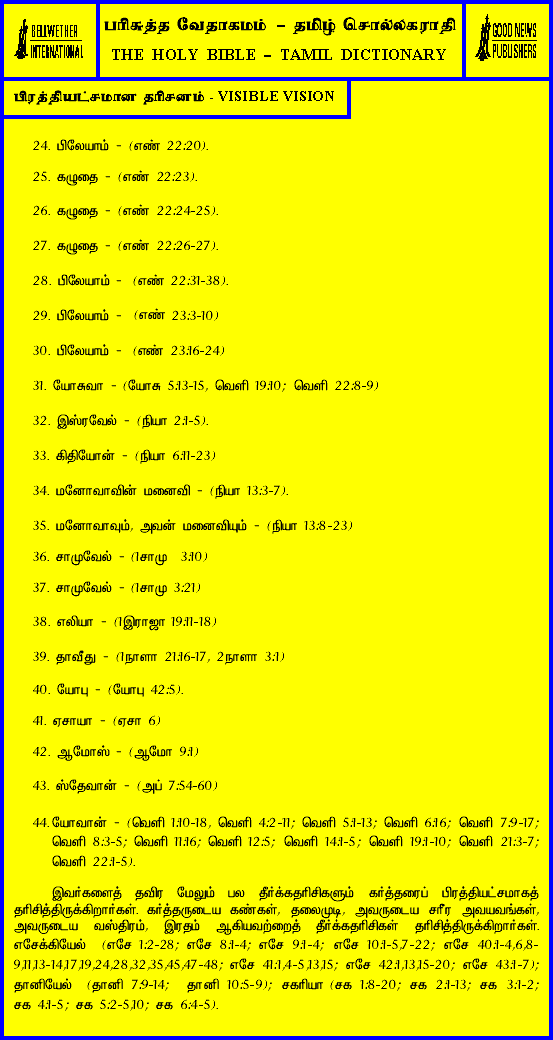 BELLWETHER
INTERNATIONAL
பரிசுத்த வேதாகமம் – தமிழ் சொல்லகராதி
THE HOLY BIBLE – TAMIL DICTIONARY
GOOD NEWS
PUBLISHERS
பிரத்தியட்சமான தரிசனம் - VISIBLE VISION
24. பிலேயாம் - (எண் 22:20).
25. கழுதை - (எண் 22:23).
26. கழுதை - (எண் 22:24-25).
27. கழுதை - (எண் 22:26-27).
28. பிலேயாம் - (எண் 22:31-38).
29. பிலேயாம் - (எண் 23:3-10)
30. பிலேயாம் - (எண் 23:16-24)
31. யோசுவா - (யோசு 5:13-15, வெளி 19:10; வெளி 22:8-9)
32. இஸ்ரவேல் - (நியா 2:1-5).
33. கிதியோன் - (நியா 6:11-23)
34. மனோவாவின் மனைவி - (நியா 13:3-7).
35. மனோவாவும், அவன் மனைவியும் - (நியா 13:8-23)
36. சாமுவேல் - (1சாமு 3:10)
37. சாமுவேல் - (1சாமு 3:21)
38. எலியா - (1இராஜா 19:11-18)
39. தாவீது - (1நாளா 21:16-17, 2நாளா 3:1)
40. யோபு - (யோபு 42:5).
41. ஏசாயா - (ஏசா 6)
42. ஆமோஸ் - (ஆமோ 9:1)
43. ஸ்தேவான் - (அப் 7:54-60)
44.யோவான் - (வெளி 1:10-18, வெளி 4:2-11; வெளி 5:1-13; வெளி 6:16; வெளி 7:9-17;
வெளி 8:3-5; வெளி 11:16; வெளி 12:5; வெளி 14:1-5; வெளி 19:1-10; வெளி 21:3-7;
வெளி 22:1-5).
இவர்களைத் தவிர மேலும் பல தீர்க்கதரிசிகளும் கர்த்தரைப் பிரத்தியட்சமாகத்
தரிசித்திருக்கிறார்கள். கர்த்தருடைய கண்கள், தலைமுடி, அவருடைய சரீர அவயவங்கள்,
அவருடைய வஸ்திரம், இரதம் ஆகியவற்றைத் தீர்க்கதரிசிகள் தரிசித்திருக்கிறார்கள்.
எசேக்கியேல் (எசே 1:2-28; எசே 8:1-4; எசே 9:1-4; எசே 10:1-5,7-22; எசே 40:1-4,6,8-
9,11,13-14,17,19,24,28,32,35,45,47-48; எசே 41:1,4-5,13,15; எசே 42:1,13,15-20; எசே 43:1-7);
தானியேல் (தானி 7:9-14; தானி 10:5-9); சகரியா (சக 1:8-20; சக 2:1-13; சக 3:1-2;
சக 4:1-5; சக 5:2-5,10; சக 6:4-5).